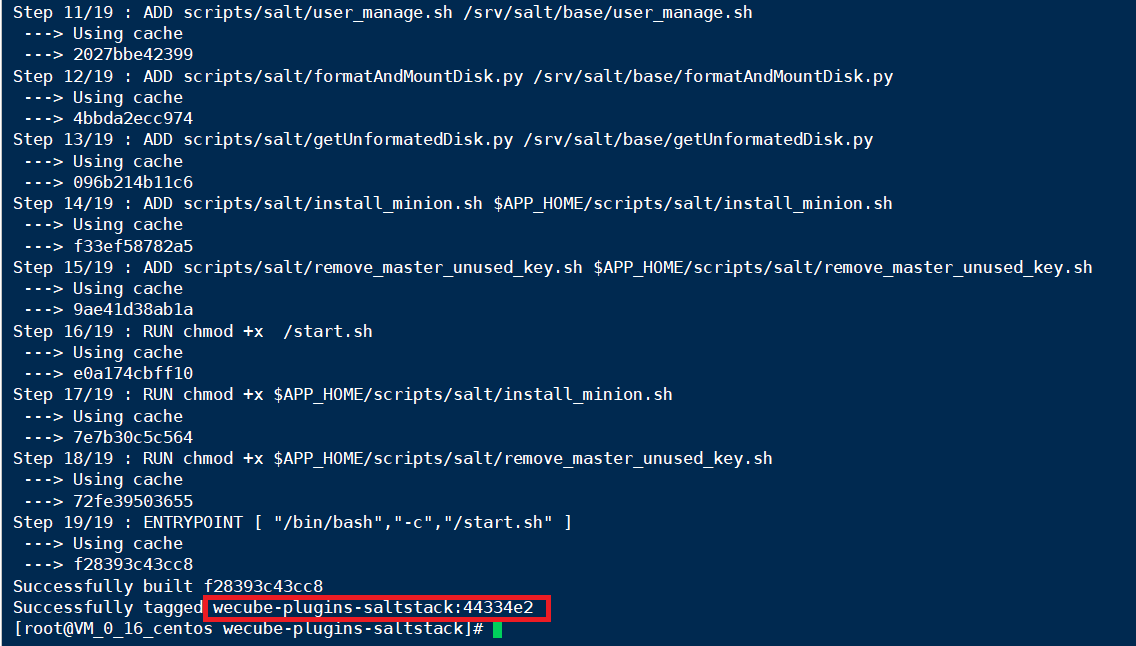 Step 11/19 : ADD scripts/salt/user_manage.sh /srv/salt/base/user_manage.sh
 ---> Using cache
 ---> 2027bbe42399
Step 12/19 : ADD scripts/salt/formatAndMountDisk.py /srv/salt/base/formatAndMountDisk.py
 ---> Using cache
 ---> 4bbda2ecc974
Step 13/19 : ADD scripts/salt/getUnformatedDisk.py /srv/salt/base/getUnformatedDisk.py
 ---> Using cache
 ---> 096b214b11c6
Step 14/19 : ADD scripts/salt/install_minion.sh $APP_HOME/scripts/salt/install_minion.sh
 ---> Using cache
 ---> f33ef58782a5
Step 15/19 : ADD scripts/salt/remove_master_unused_key.sh $APP_HOME/scripts/salt/remove_master_unused_key.sh
 ---> Using cache
 ---> 9ae41d38ab1a
Step 16/19 : RUN chmod +x  /start.sh
 ---> Using cache
 ---> e0a174cbff10
Step 17/19 : RUN chmod +x $APP_HOME/scripts/salt/install_minion.sh
 ---> Using cache
 ---> 7e7b30c5c564
Step 18/19 : RUN chmod +x $APP_HOME/scripts/salt/remove_master_unused_key.sh
 ---> Using cache
 ---> 72fe39503655
Step 19/19 : ENTRYPOINT [ "/bin/bash","-c","/start.sh" ]
 ---> Using cache
 ---> f28393c43cc8
Successfully built f28393c43cc8
Successfully tagged wecube-plugins-saltstack:44334e2
[root@VM_0_16_centos wecube-plugins-saltstack]#